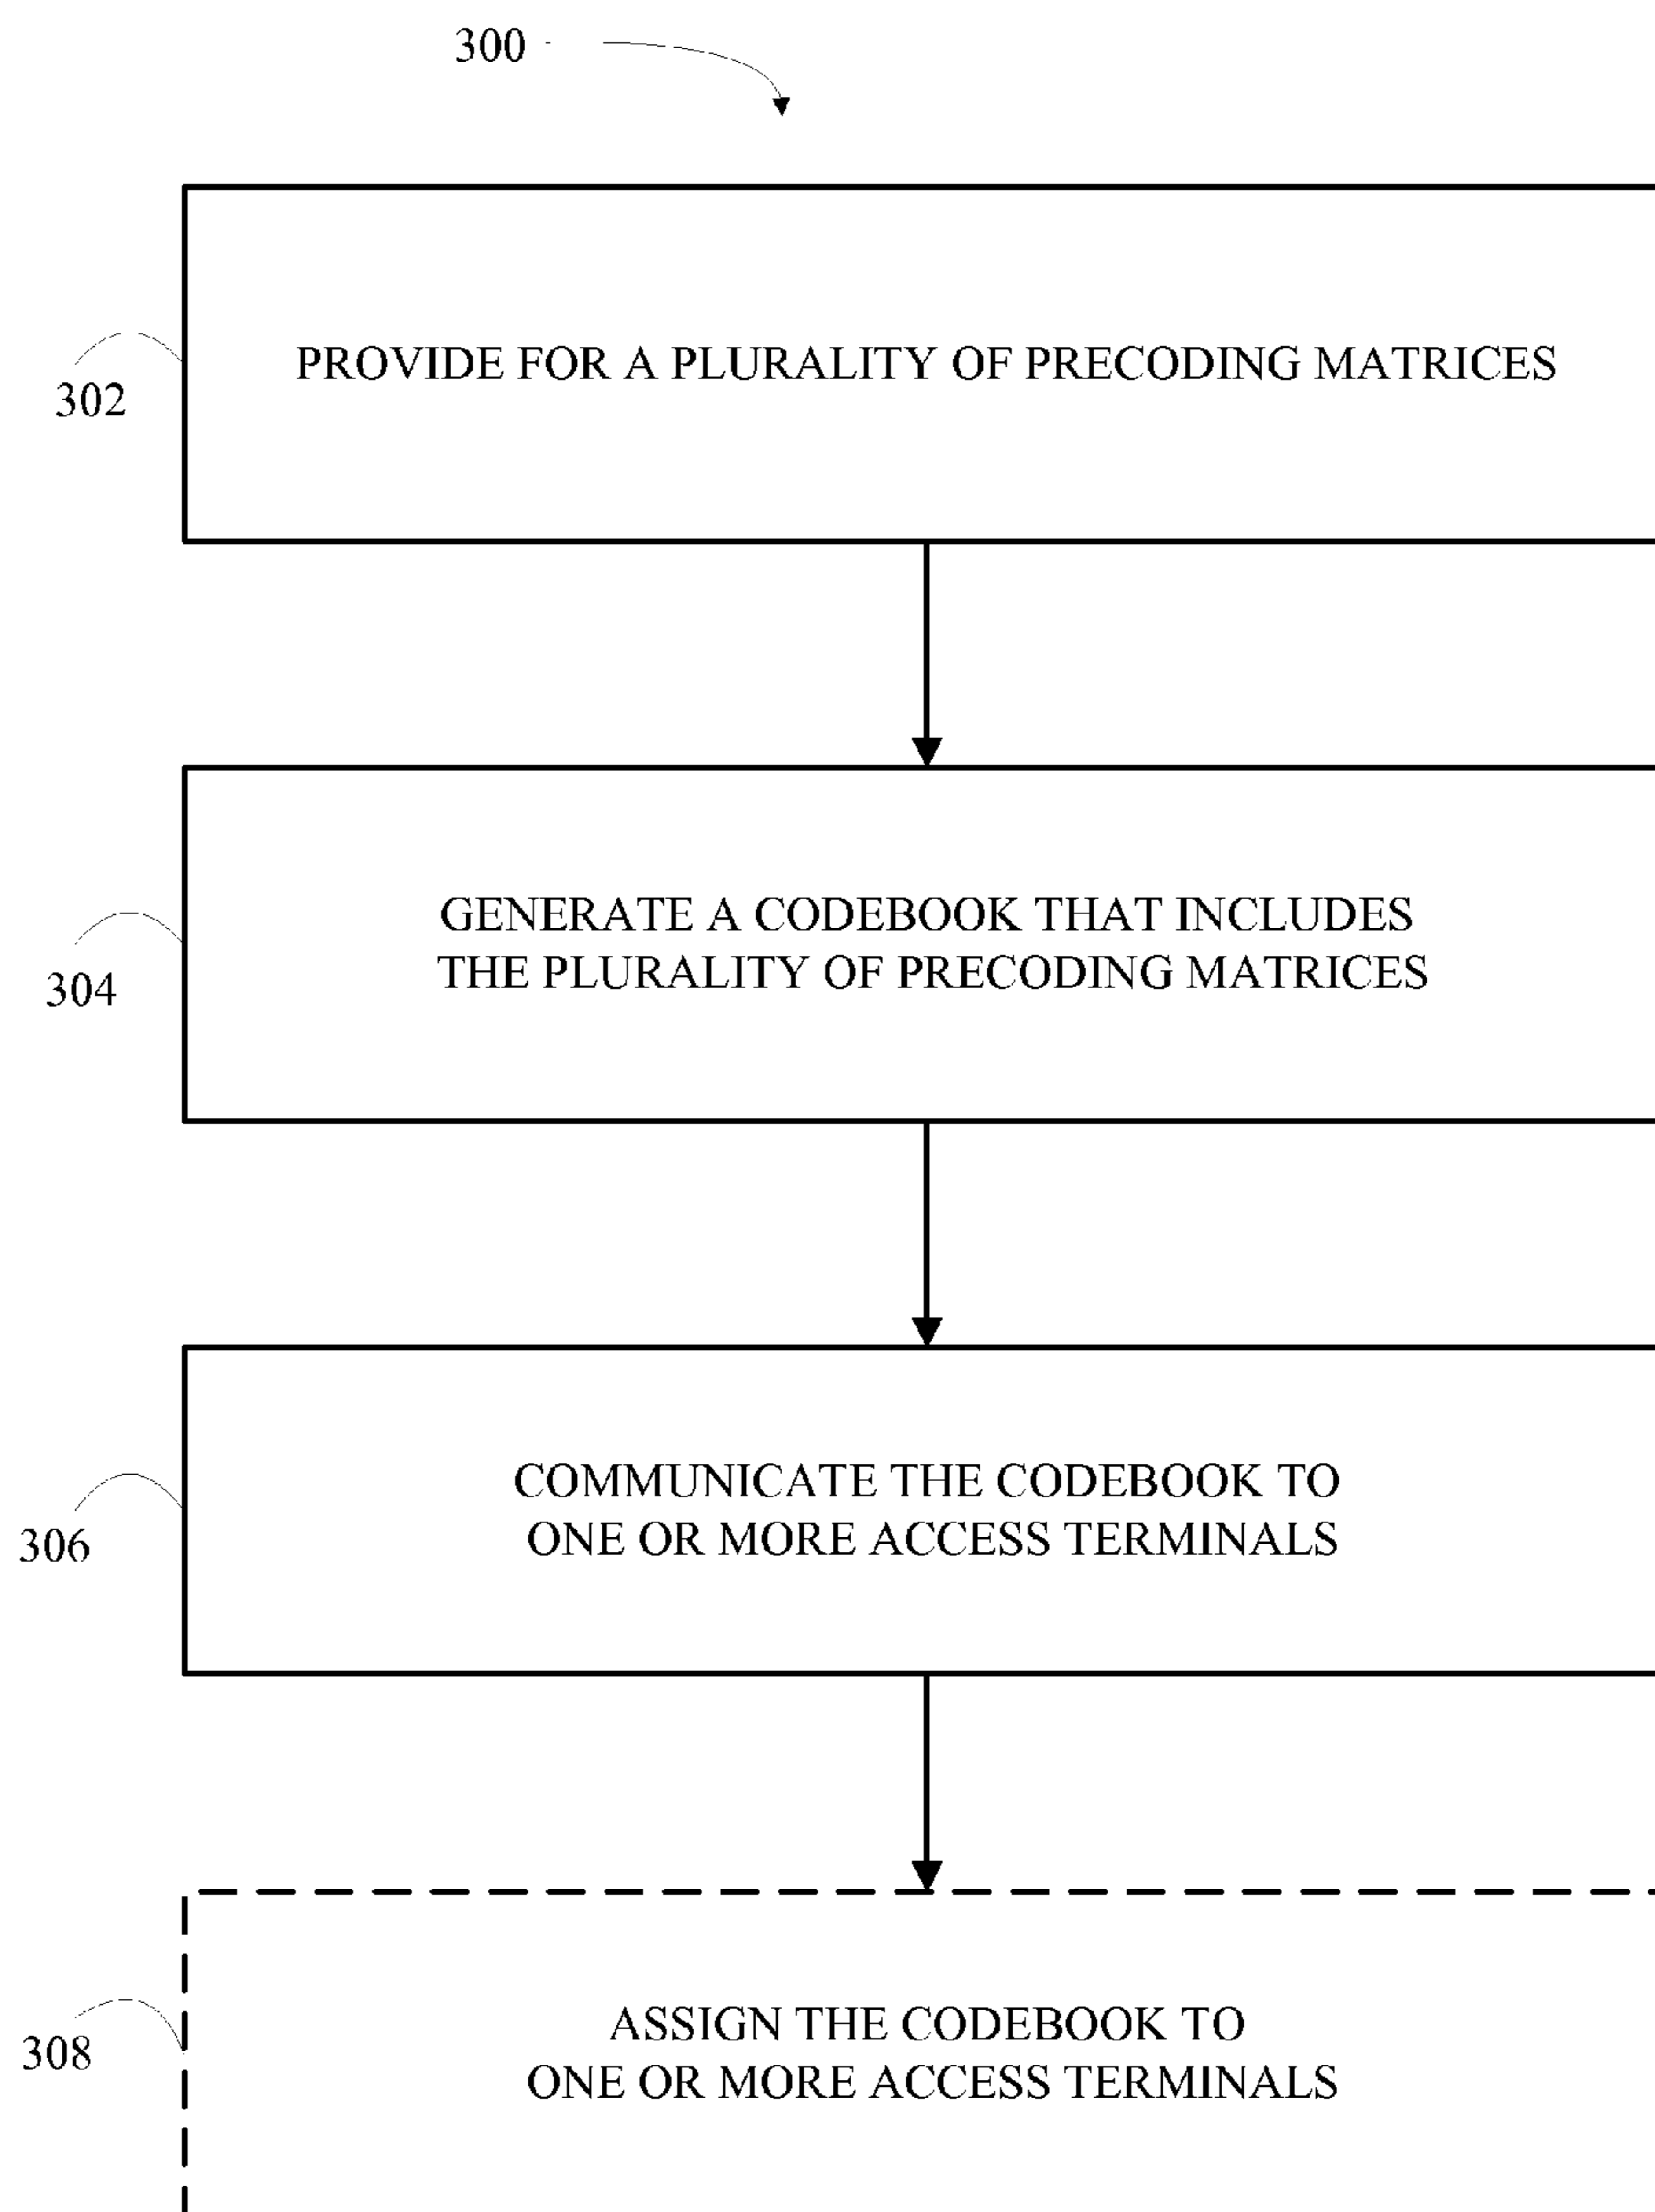 300
PROVIDE FOR A PLURALITY OF PRECODING MATRICES
302
GENERATE A CODEBOOK THAT INCLUDES
THE PLURALITY OF PRECODING MATRICES
304
COMMUNICATE THE CODEBOOK TO
ONE OR MORE ACCESS TERMINALS
306
ASSIGN THE CODEBOOK TO
ONE OR MORE ACCESS TERMINALS
308